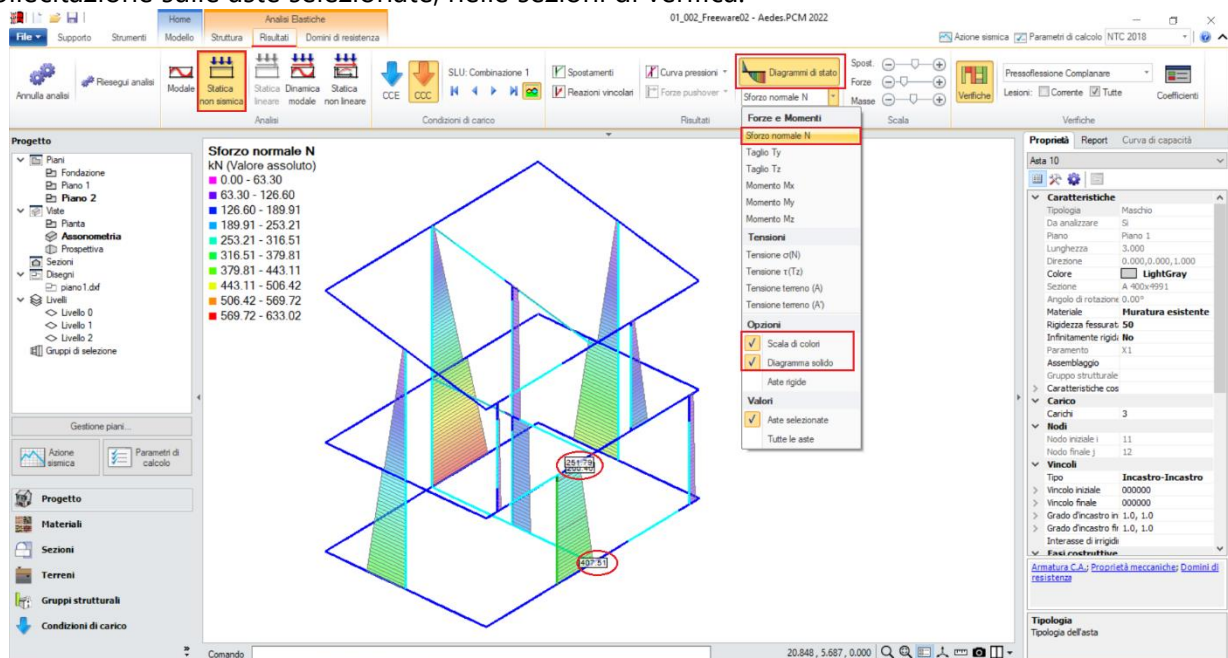 sollecitazione sulle aste selezionate, nelle sezioni di verifica.
Home Analisi Elastiche 01_002_Freeware02 - Aedes.PCM 2022
File Supporto Strumenti Modello Struttura Risultati Domini di resistenza Azione sismica Parametri di calcolo NTC 2018
Annulla analisi
Riesegui analisi
Modale
Statica non sismica
Statica lineare
Dinamica modale
Statica non lineare
Analisi
CCE
CCC
SLU: Combinazione 1
Condizioni di carico
Spostamenti
Reazioni vincolari
Curva pressioni
Forze pushover
Diagrammi di stato
Sforzo normale N
Risultati
Spost.
Forze
Masse
Scala
Verifiche
Pressoflessione Complanare
Lesioni: Corrente Tutte
Coefficienti
Verifiche
Progetto
Piani
Fondazione
Piano 1
Piano 2
Viste
Pianta
Assonometria
Prospettiva
Sezioni
Disegni
piano1.dxf
Livelli
Livello 0
Livello 1
Livello 2
Gruppi di selezione
Gestione piani...
Azione sismica
Parametri di calcolo
Progetto
Materiali
Sezioni
Terreni
Gruppi strutturali
Condizioni di carico
Sforzo normale N
kN (Valore assoluto)
0.00 - 63.30
63.30 - 126.60
126.60 - 189.91
189.91 - 253.21
253.21 - 316.51
316.51 - 379.81
379.81 - 443.11
443.11 - 506.42
506.42 - 569.72
569.72 - 633.02
251.79
407.51
Forze e Momenti
Sforzo normale N
Taglio Ty
Taglio Tz
Momento Mx
Momento My
Momento Mz
Tensioni
Tensione σ(N)
Tensione τ(Tz)
Tensione terreno (A)
Tensione terreno (A')
Opzioni
Scala di colori
Diagramma solido
Aste rigide
Valori
Aste selezionate
Tutte le aste
Proprietà Report Curva di capacità
Asta 10
Caratteristiche
Tipologia Maschio
Da analizzare Sì
Piano Piano 1
Lunghezza 3.000
Direzione 0.000,0.000,1.000
Colore LightGray
Sezione A 400x4991
Angolo di rotazione 0.00°
Materiale Muratura esistente
Rigidezza fessurat: 50
Infinitamente rigid: No
Paramento X1
Assemblaggio
Gruppo strutturale
Caratteristiche cos
Carico
Carichi 3
Nodi
Nodo iniziale i 11
Nodo finale j 12
Vincoli
Tipo Incastro-Incastro
Vincolo iniziale 000000
Vincolo finale 000000
Grado d'incastro in 1.0, 1.0
Grado d'incastro fi 1.0, 1.0
Interasse di irrigidi
Fasi costruttive
Armatura C.A.; Proprietà meccaniche; Domini di resistenza
Tipologia
Tipologia dell'asta
Comando
20.848, 5.687, 0.000